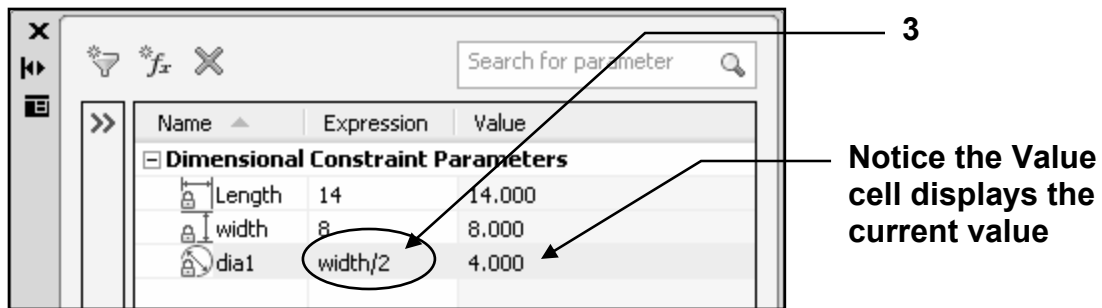 3
fx
Search for parameter
Name Expression Value
Dimensional Constraint Parameters
Length 14 14.000
width 8 8.000
dia1 width/2 4.000
Notice the Value
cell displays the
current value